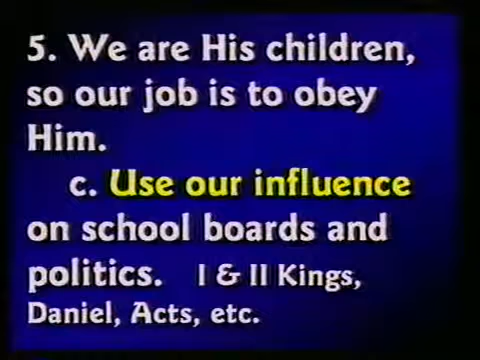 5. We are His children,
so our job is to obey
Him.
c. Use our influence
on school boards and
politics. I & II Kings,
Daniel, Acts, etc.